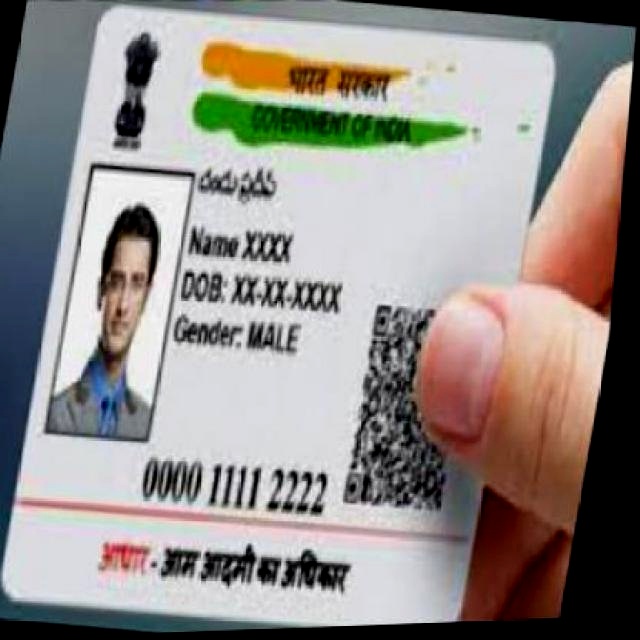 भारत सरकार
GOVERNMENT OF INDIA
Name XXXX
DOB: XX-XX-XXXX
Gender: MALE
0000 1111 2222
आधार - आम आदमी का अधिकार